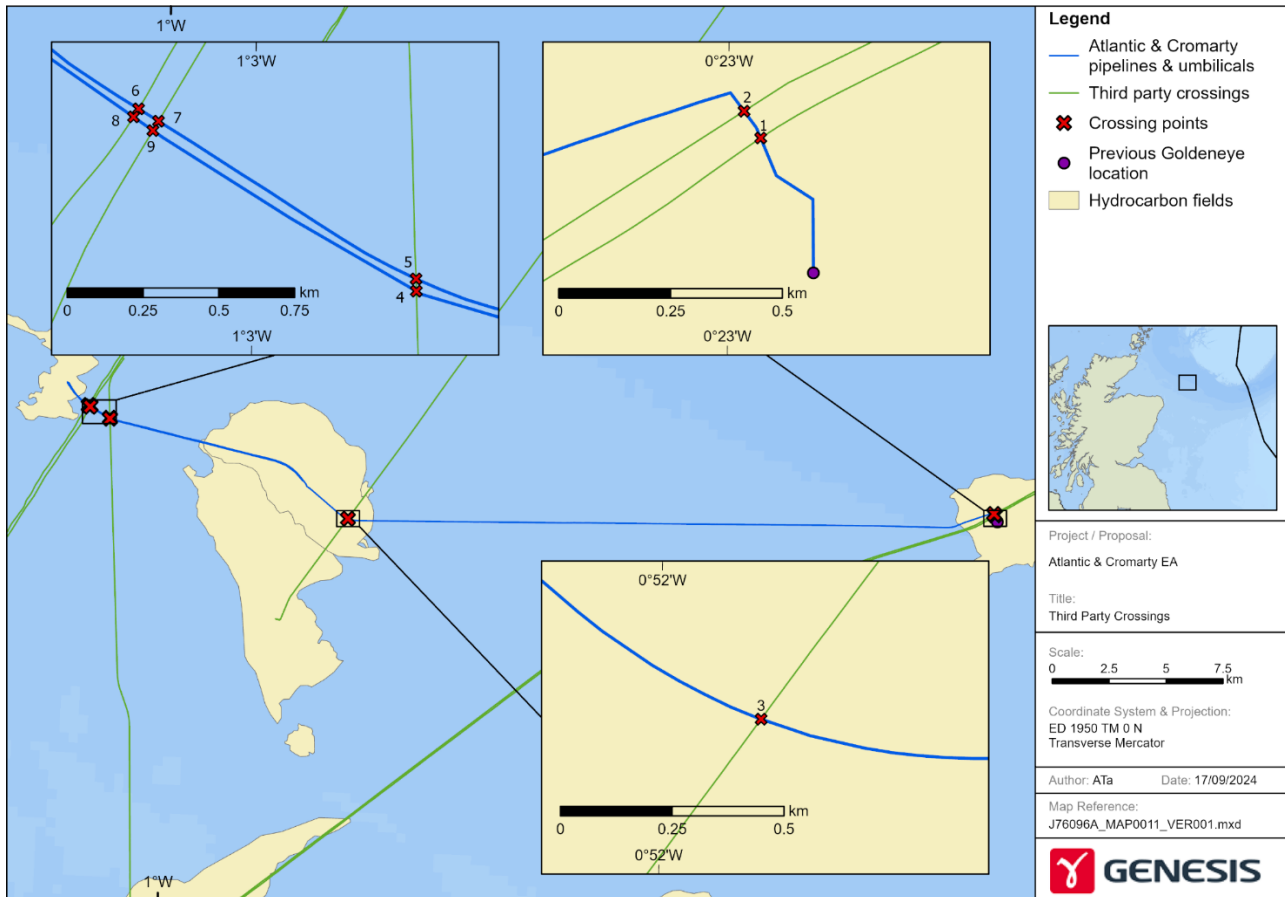 1°W
1°3'W
6
7
8
9
5
4
km
0
0.25
0.5
0.75
1°3'W
0°23'W
2
1
km
0
0.25
0.5
0°23'W
0°52'W
3
km
0
0.25
0.5
0°52'W
1°W
Legend
Atlantic & Cromarty
pipelines & umbilicals
Third party crossings
Crossing points
Previous Goldeneye
location
Hydrocarbon fields
Project / Proposal:
Atlantic & Cromarty EA
Title:
Third Party Crossings
Scale:
0 2.5 5 7.5
km
Coordinate System & Projection:
ED 1950 TM 0 N
Transverse Mercator
Author: ATa Date: 17/09/2024
Map Reference:
J76096A_MAP0011_VER001.mxd
GENESIS